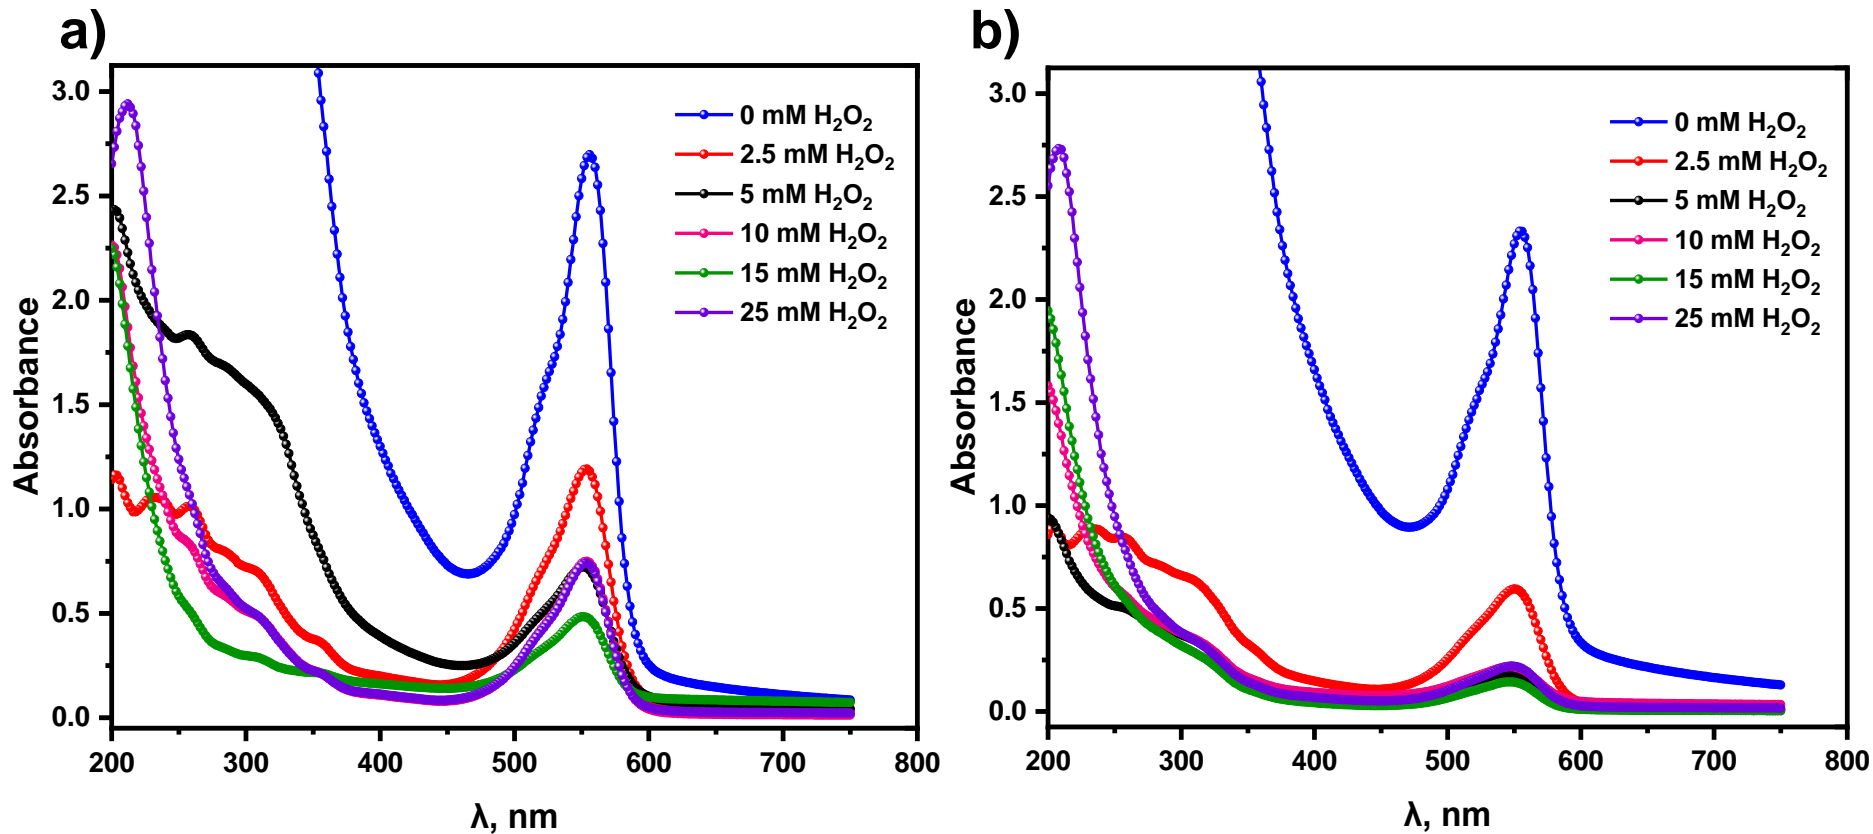 a)
3.0
2.5
2.0
1.5
1.0
0.5
0.0
Absorbance
200
300
400
500
600
700
800
λ, nm
0 mM H₂O₂
2.5 mM H₂O₂
5 mM H₂O₂
10 mM H₂O₂
15 mM H₂O₂
25 mM H₂O₂
b)
3.0
2.5
2.0
1.5
1.0
0.5
0.0
Absorbance
200
300
400
500
600
700
800
λ, nm
0 mM H₂O₂
2.5 mM H₂O₂
5 mM H₂O₂
10 mM H₂O₂
15 mM H₂O₂
25 mM H₂O₂